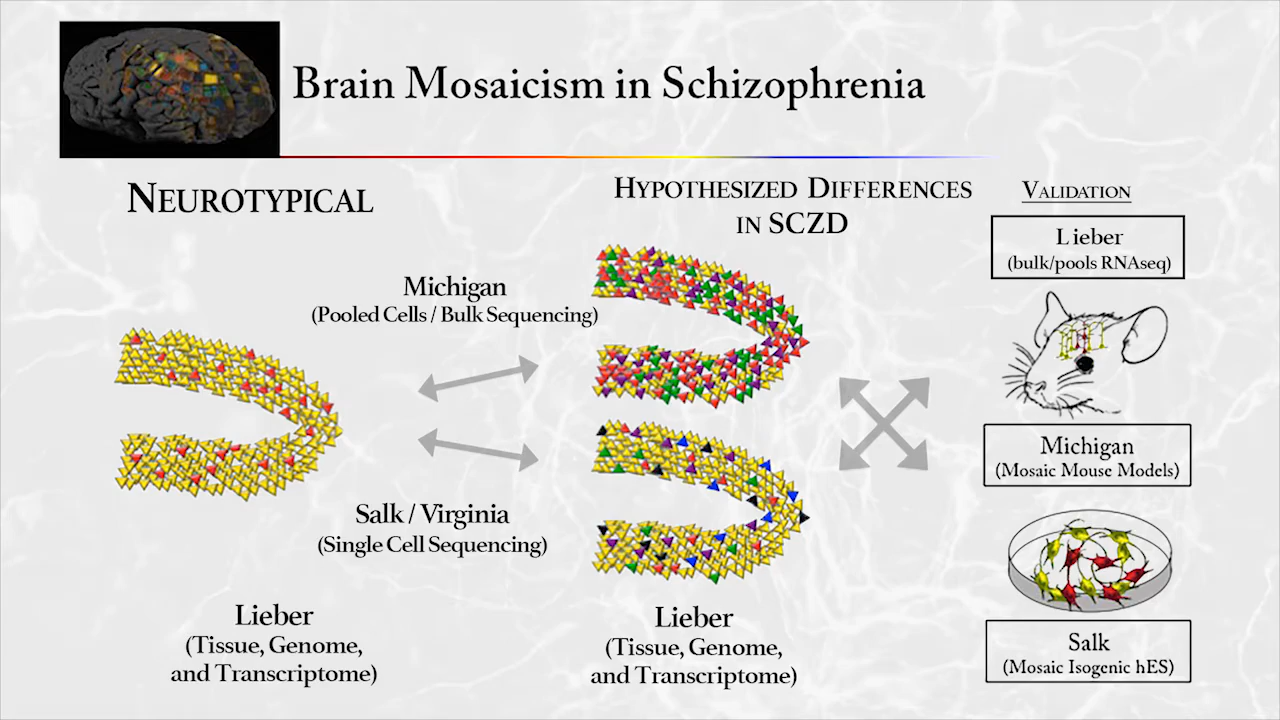 Brain Mosaicism in Schizophrenia
NEUROTYPICAL
HYPOTHESIZED DIFFERENCES
IN SCZD
VALIDATION
Lieber
(bulk/pools RNAseq)
Michigan
(Pooled Cells / Bulk Sequencing)
Michigan
(Mosaic Mouse Models)
Salk / Virginia
(Single Cell Sequencing)
Lieber
(Tissue, Genome,
and Transcriptome)
Lieber
(Tissue, Genome,
and Transcriptome)
Salk
(Mosaic Isogenic hES)